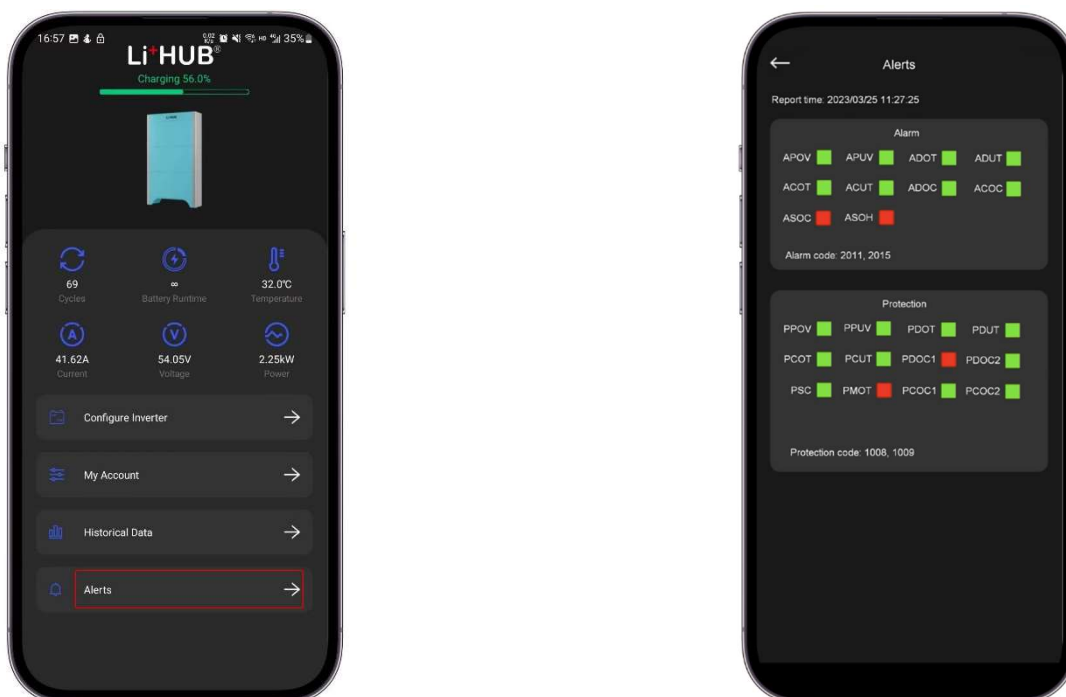 16:57 35%
Li+HUB®
Charging 56.0%
69 ∞ 32.0℃
Cycles Battery Runtime Temperature
41.62A 54.05V 2.25kW
Current Voltage Power
Configure Inverter
My Account
Historical Data
Alerts
Alerts
Report time: 2023/03/25 11:27:25
Alarm
APOV APUV ADOT ADUT
ACOT ACUT ADOC ACOC
ASOC ASOH
Alarm code: 2011, 2015
Protection
PPOV PPUV PDOT PDUT
PCOT PCUT PDOC1 PDOC2
PSC PMOT PCOC1 PCOC2
Protection code: 1008, 1009